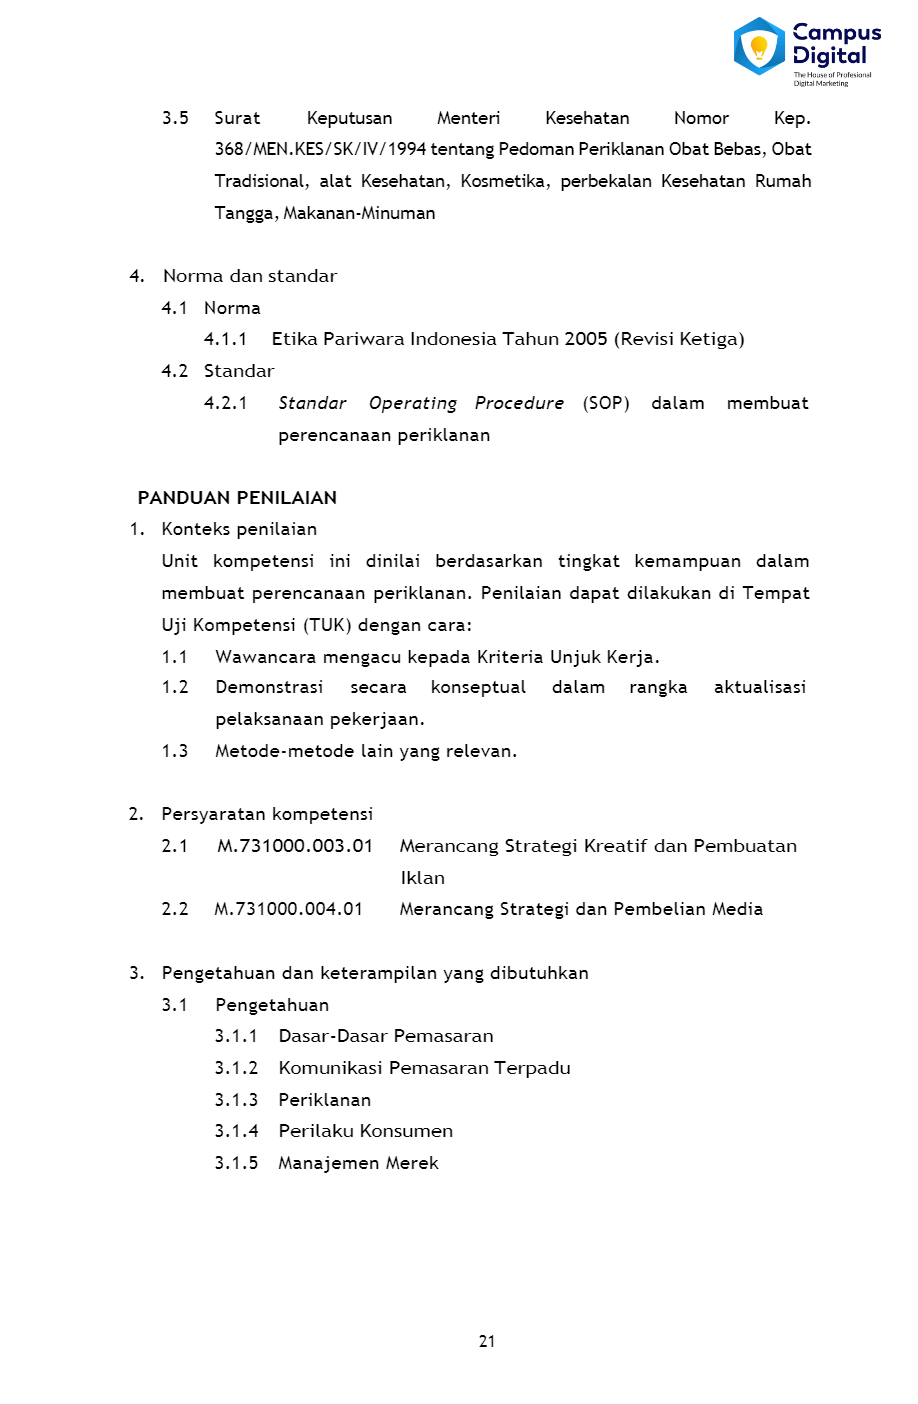 Campus
Digital
The House of Profesional
Digital Marketing
3.5 Surat Keputusan Menteri Kesehatan Nomor Kep.
368/MEN.KES/SK/IV/1994 tentang Pedoman Periklanan Obat Bebas, Obat
Tradisional, alat Kesehatan, Kosmetika, perbekalan Kesehatan Rumah
Tangga, Makanan-Minuman
4. Norma dan standar
4.1 Norma
4.1.1 Etika Pariwara Indonesia Tahun 2005 (Revisi Ketiga)
4.2 Standar
4.2.1 Standar Operating Procedure (SOP) dalam membuat
perencanaan periklanan
PANDUAN PENILAIAN
1. Konteks penilaian
Unit kompetensi ini dinilai berdasarkan tingkat kemampuan dalam
membuat perencanaan periklanan. Penilaian dapat dilakukan di Tempat
Uji Kompetensi (TUK) dengan cara:
1.1 Wawancara mengacu kepada Kriteria Unjuk Kerja.
1.2 Demonstrasi secara konseptual dalam rangka aktualisasi
pelaksanaan pekerjaan.
1.3 Metode-metode lain yang relevan.
2. Persyaratan kompetensi
2.1 M.731000.003.01 Merancang Strategi Kreatif dan Pembuatan
Iklan
2.2 M.731000.004.01 Merancang Strategi dan Pembelian Media
3. Pengetahuan dan keterampilan yang dibutuhkan
3.1 Pengetahuan
3.1.1 Dasar-Dasar Pemasaran
3.1.2 Komunikasi Pemasaran Terpadu
3.1.3 Periklanan
3.1.4 Perilaku Konsumen
3.1.5 Manajemen Merek
21